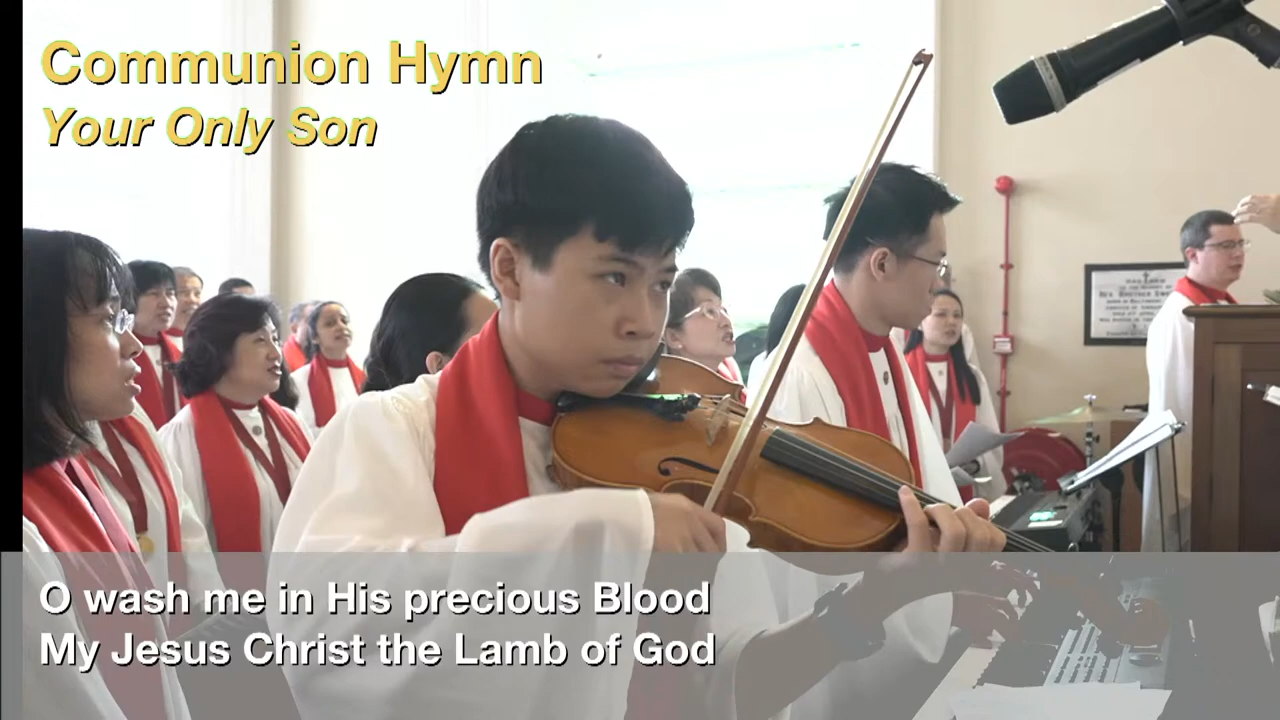 Communion Hymn
Your Only Son
O wash me in His precious Blood
My Jesus Christ the Lamb of God